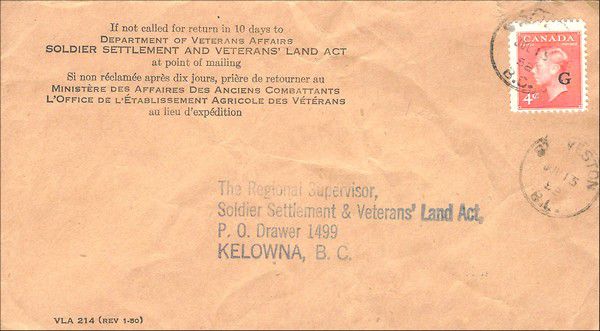 If not called for return in 10 days to
DEPARTMENT OF VETERANS AFFAIRS
SOLDIER SETTLEMENT AND VETERANS' LAND ACT
at point of mailing
Si non réclamée après dix jours, prière de retourner au
MINISTÈRE DES AFFAIRES DES ANCIENS COMBATTANTS
L'OFFICE DE L'ÉTABLISSEMENT AGRICOLE DES VÉTÉRANS
au lieu d'expédition
CANADA
G
4¢
B.C.
13
The Regional Supervisor,
Soldier Settlement & Veterans' Land Act,
P. O. Drawer 1499
KELOWNA, B. C.
VLA 214 (REV 1-50)